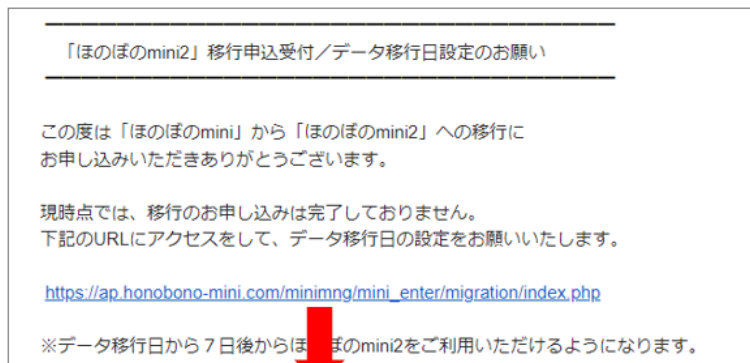 「ほのぼのmini2」移行申込受付／データ移行日設定のお願い
この度は「ほのぼのmini」から「ほのぼのmini2」への移行に
お申し込みいただきありがとうございます。
現時点では、移行のお申し込みは完了しておりません。
下記のURLにアクセスをして、データ移行日の設定をお願いいたします。
https://ap.honobono-mini.com/minimng/mini_enter/migration/index.php
※データ移行日から７日後からほ ぼのmini2をご利用いただけるようになります。